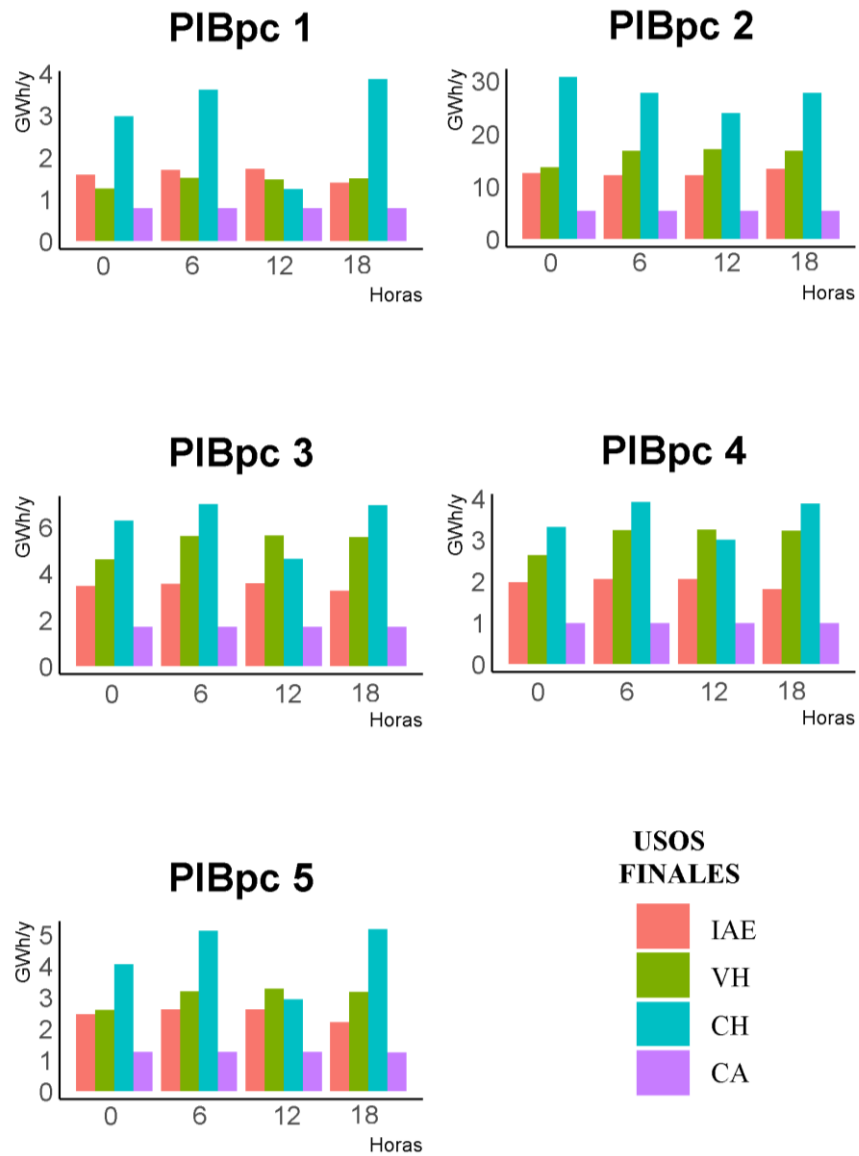 PIBpc 1
GWh/y
4
3
2
1
0
0 6 12 18
Horas
PIBpc 2
GWh/y
30
20
10
0
0 6 12 18
Horas
PIBpc 3
GWh/y
6
4
2
0
0 6 12 18
Horas
PIBpc 4
GWh/y
4
3
2
1
0
0 6 12 18
Horas
PIBpc 5
GWh/y
5
4
3
2
1
0
0 6 12 18
Horas
USOS
FINALES
IAE
VH
CH
CA